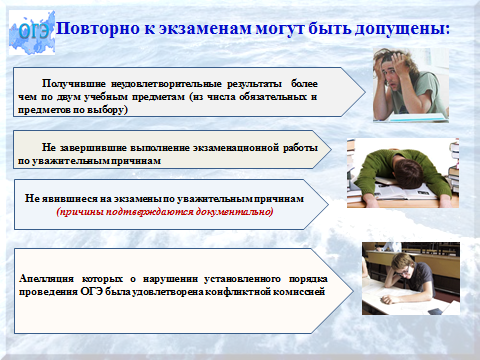 ОГЭ
Повторно к экзаменам могут быть допущены:
Получившие неудовлетворительные результаты более
чем по двум учебным предметам (из числа обязательных и
предметов по выбору)
Не завершившие выполнение экзаменационной работы
по уважительным причинам
Не явившиеся на экзамены по уважительным причинам
(причины подтверждаются документально)
Апелляция которых о нарушении установленного порядка
проведения ОГЭ была удовлетворена конфликтной комиссией